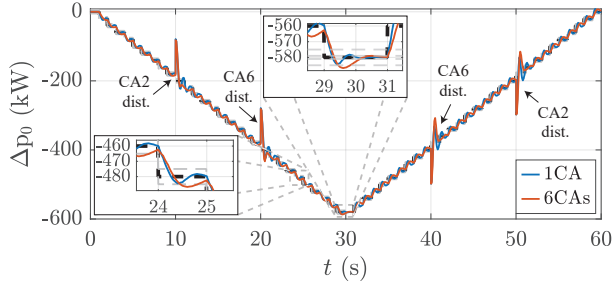 0
-200
-400
-600
Δp₀ (kW)
0
10
20
30
40
50
60
t (s)
CA2
dist.
CA6
dist.
CA6
dist.
CA2
dist.
-560
-570
-580
29
30
31
-460
-470
-480
24
25
1CA
6CAs